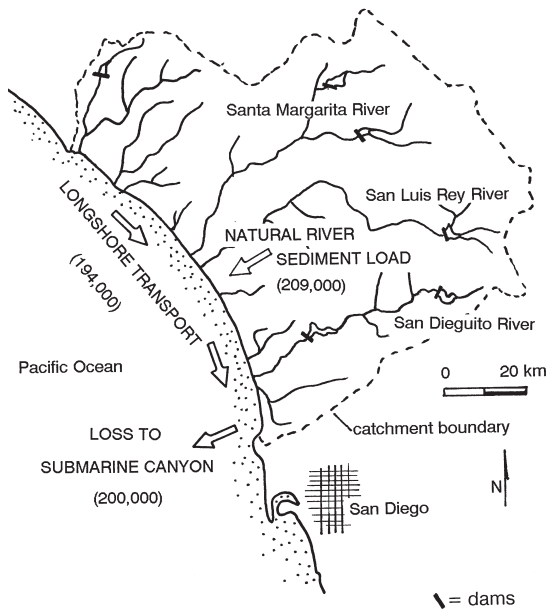 Santa Margarita River
San Luis Rey River
NATURAL RIVER
SEDIMENT LOAD
(209,000)
LONGSHORE TRANSPORT
(194,000)
San Dieguito River
Pacific Ocean
0 20 km
catchment boundary
LOSS TO
SUBMARINE CANYON
(200,000)
N
San Diego
= dams